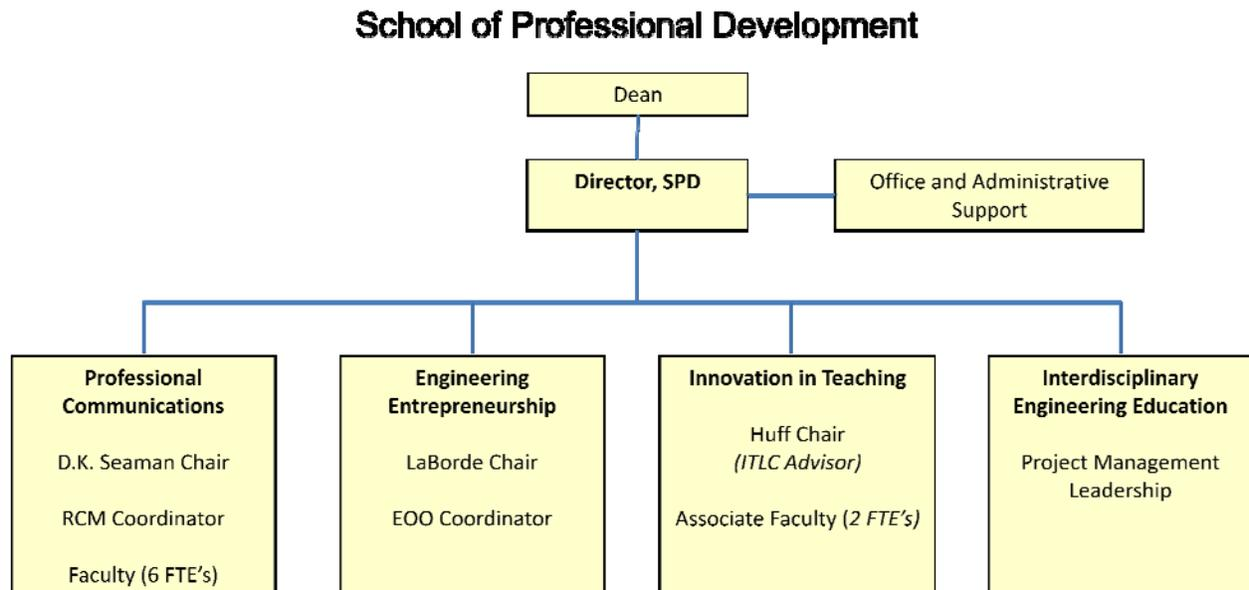 School of Professional Development
Dean
Director, SPD
Office and Administrative
Support
Professional
Communications
D.K. Seaman Chair
RCM Coordinator
Faculty (6 FTE's)
Engineering
Entrepreneurship
LaBorde Chair
EOO Coordinator
Innovation in Teaching
Huff Chair
(ITLC Advisor)
Associate Faculty (2 FTE's)
Interdisciplinary
Engineering Education
Project Management
Leadership